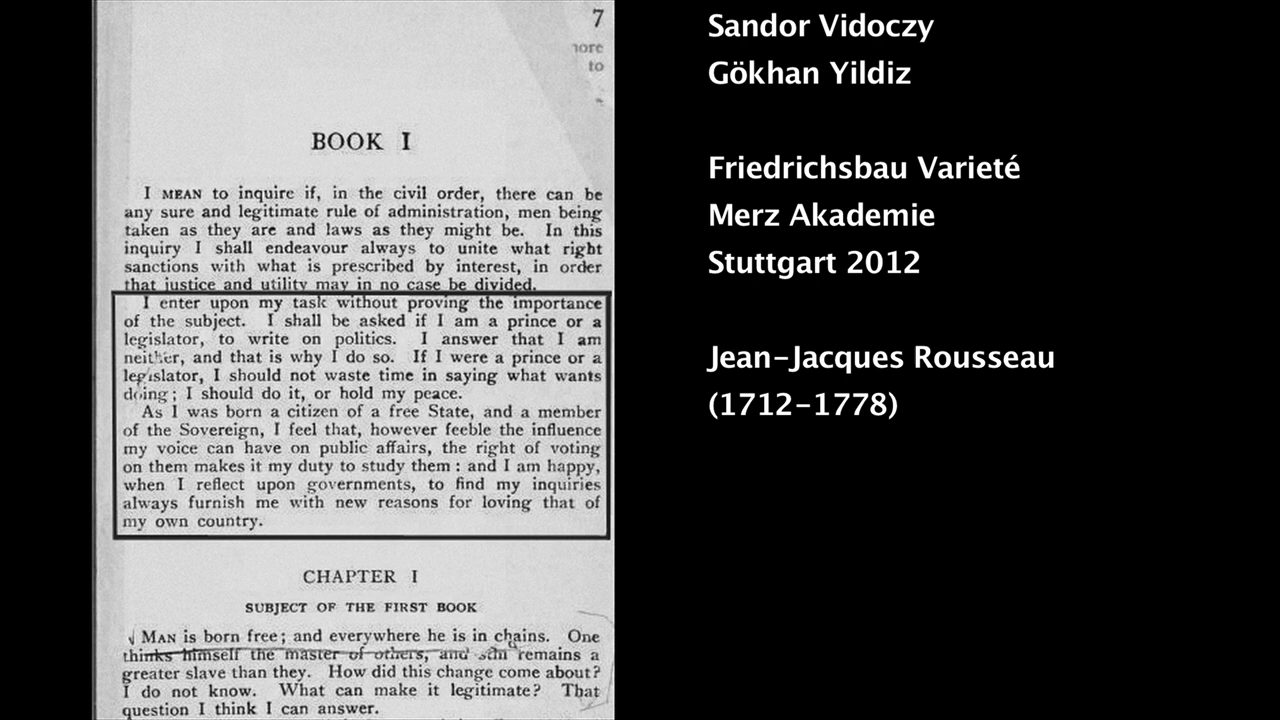 7
more
to
BOOK I
I MEAN to inquire if, in the civil order, there can be
any sure and legitimate rule of administration, men being
taken as they are and laws as they might be. In this
inquiry I shall endeavour always to unite what right
sanctions with what is prescribed by interest, in order
that justice and utility may in no case be divided.
I enter upon my task without proving the importance
of the subject. I shall be asked if I am a prince or a
legislator, to write on politics. I answer that I am
neither, and that is why I do so. If I were a prince or a
legislator, I should not waste time in saying what wants
doing; I should do it, or hold my peace.
As I was born a citizen of a free State, and a member
of the Sovereign, I feel that, however feeble the influence
my voice can have on public affairs, the right of voting
on them makes it my duty to study them: and I am happy,
when I reflect upon governments, to find my inquiries
always furnish me with new reasons for loving that of
my own country.
CHAPTER I
SUBJECT OF THE FIRST BOOK
MAN is born free; and everywhere he is in chains. One
thinks himself the master of others, and still remains a
greater slave than they. How did this change come about?
I do not know. What can make it legitimate? That
question I think I can answer.
Sandor Vidoczy
Gökhan Yildiz
Friedrichsbau Varieté
Merz Akademie
Stuttgart 2012
Jean-Jacques Rousseau
(1712-1778)